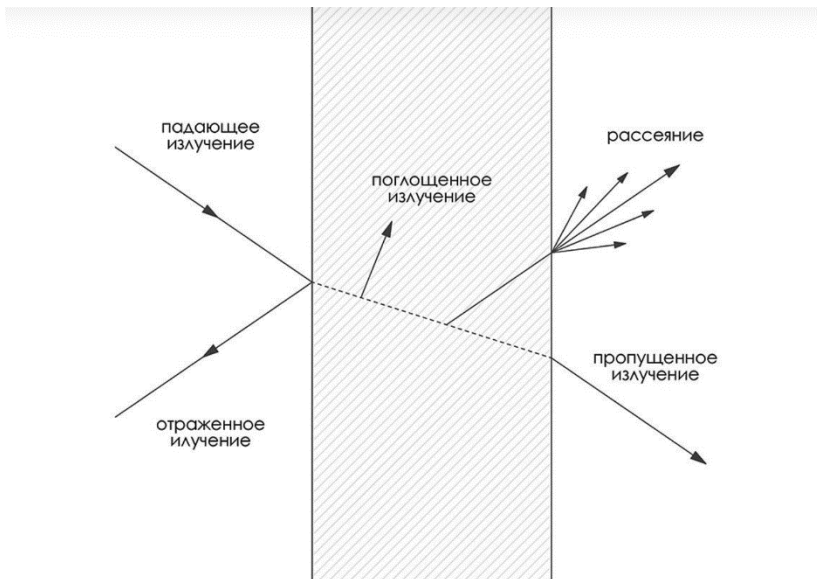 падающее
излучение
поглощенное
излучение
рассеяние
отраженное
илучение
пропущенное
излучение